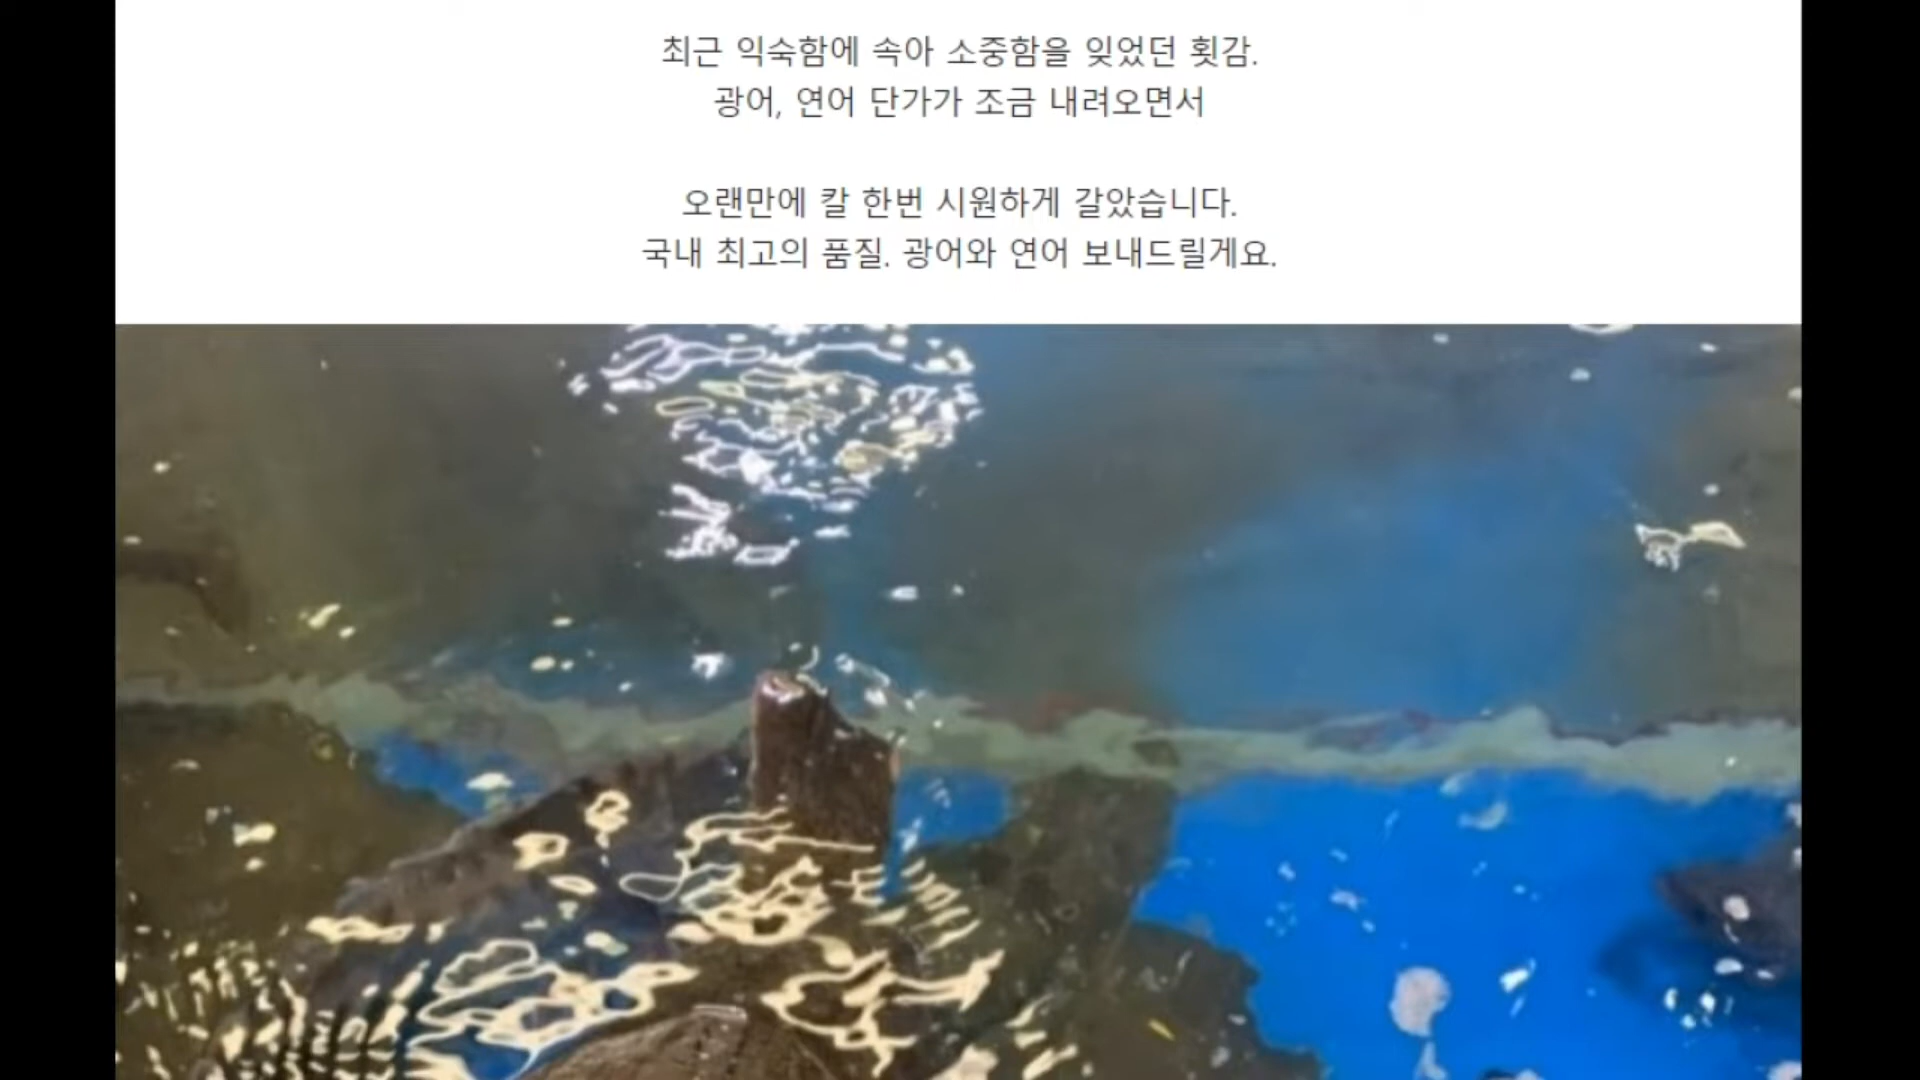 최근 익숙함에 속아 소중함을 잊었던 횟감.
광어, 연어 단가가 조금 내려오면서
오랜만에 칼 한번 시원하게 갈았습니다.
국내 최고의 품질. 광어와 연어 보내드릴게요.